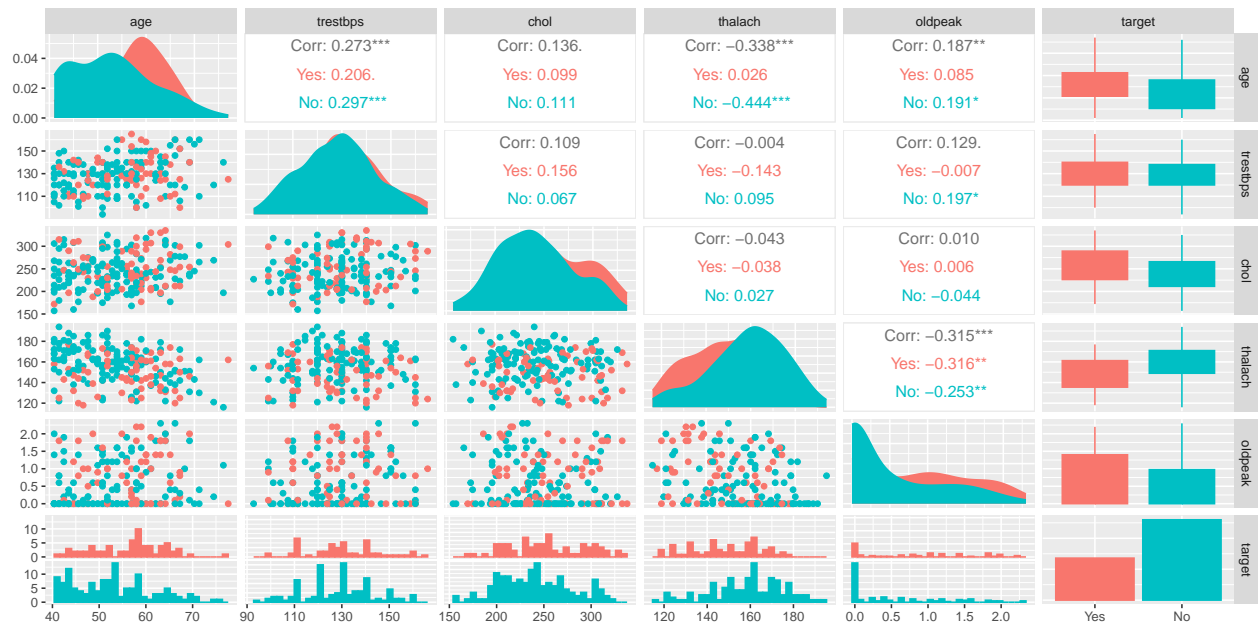 age trestbps chol thalach oldpeak target
0.04
0.02
0.00
Corr: 0.273***
Yes: 0.206.
No: 0.297***
Corr: 0.136.
Yes: 0.099
No: 0.111
Corr: −0.338***
Yes: 0.026
No: −0.444***
Corr: 0.187**
Yes: 0.085
No: 0.191*
age
150
130
110
Corr: 0.109
Yes: 0.156
No: 0.067
Corr: −0.004
Yes: −0.143
No: 0.095
Corr: 0.129.
Yes: −0.007
No: 0.197*
trestbps
300
250
200
150
Corr: −0.043
Yes: −0.038
No: 0.027
Corr: 0.010
Yes: 0.006
No: −0.044
chol
180
160
140
120
Corr: −0.315***
Yes: −0.316**
No: −0.253**
thalach
2.0
1.5
1.0
0.5
0.0
oldpeak
10
5
0
10
5
0
target
40 50 60 70
90 110 130 150
150 200 250 300
120 140 160 180
0.0 0.5 1.0 1.5 2.0
Yes No